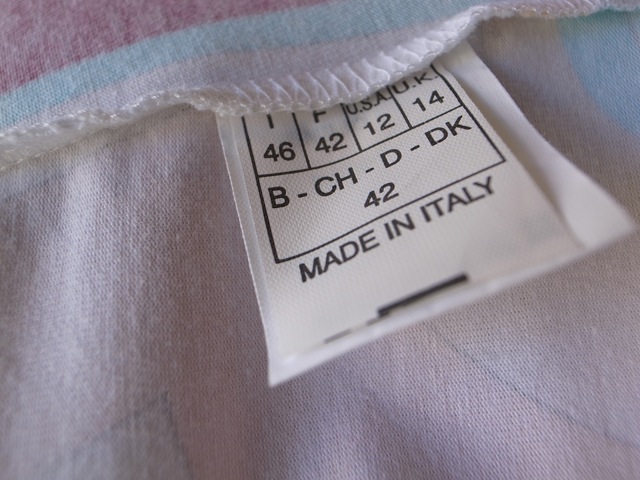 I F U.S.A. U.K.
46 42 12 14
B - CH - D - DK
42
MADE IN ITALY